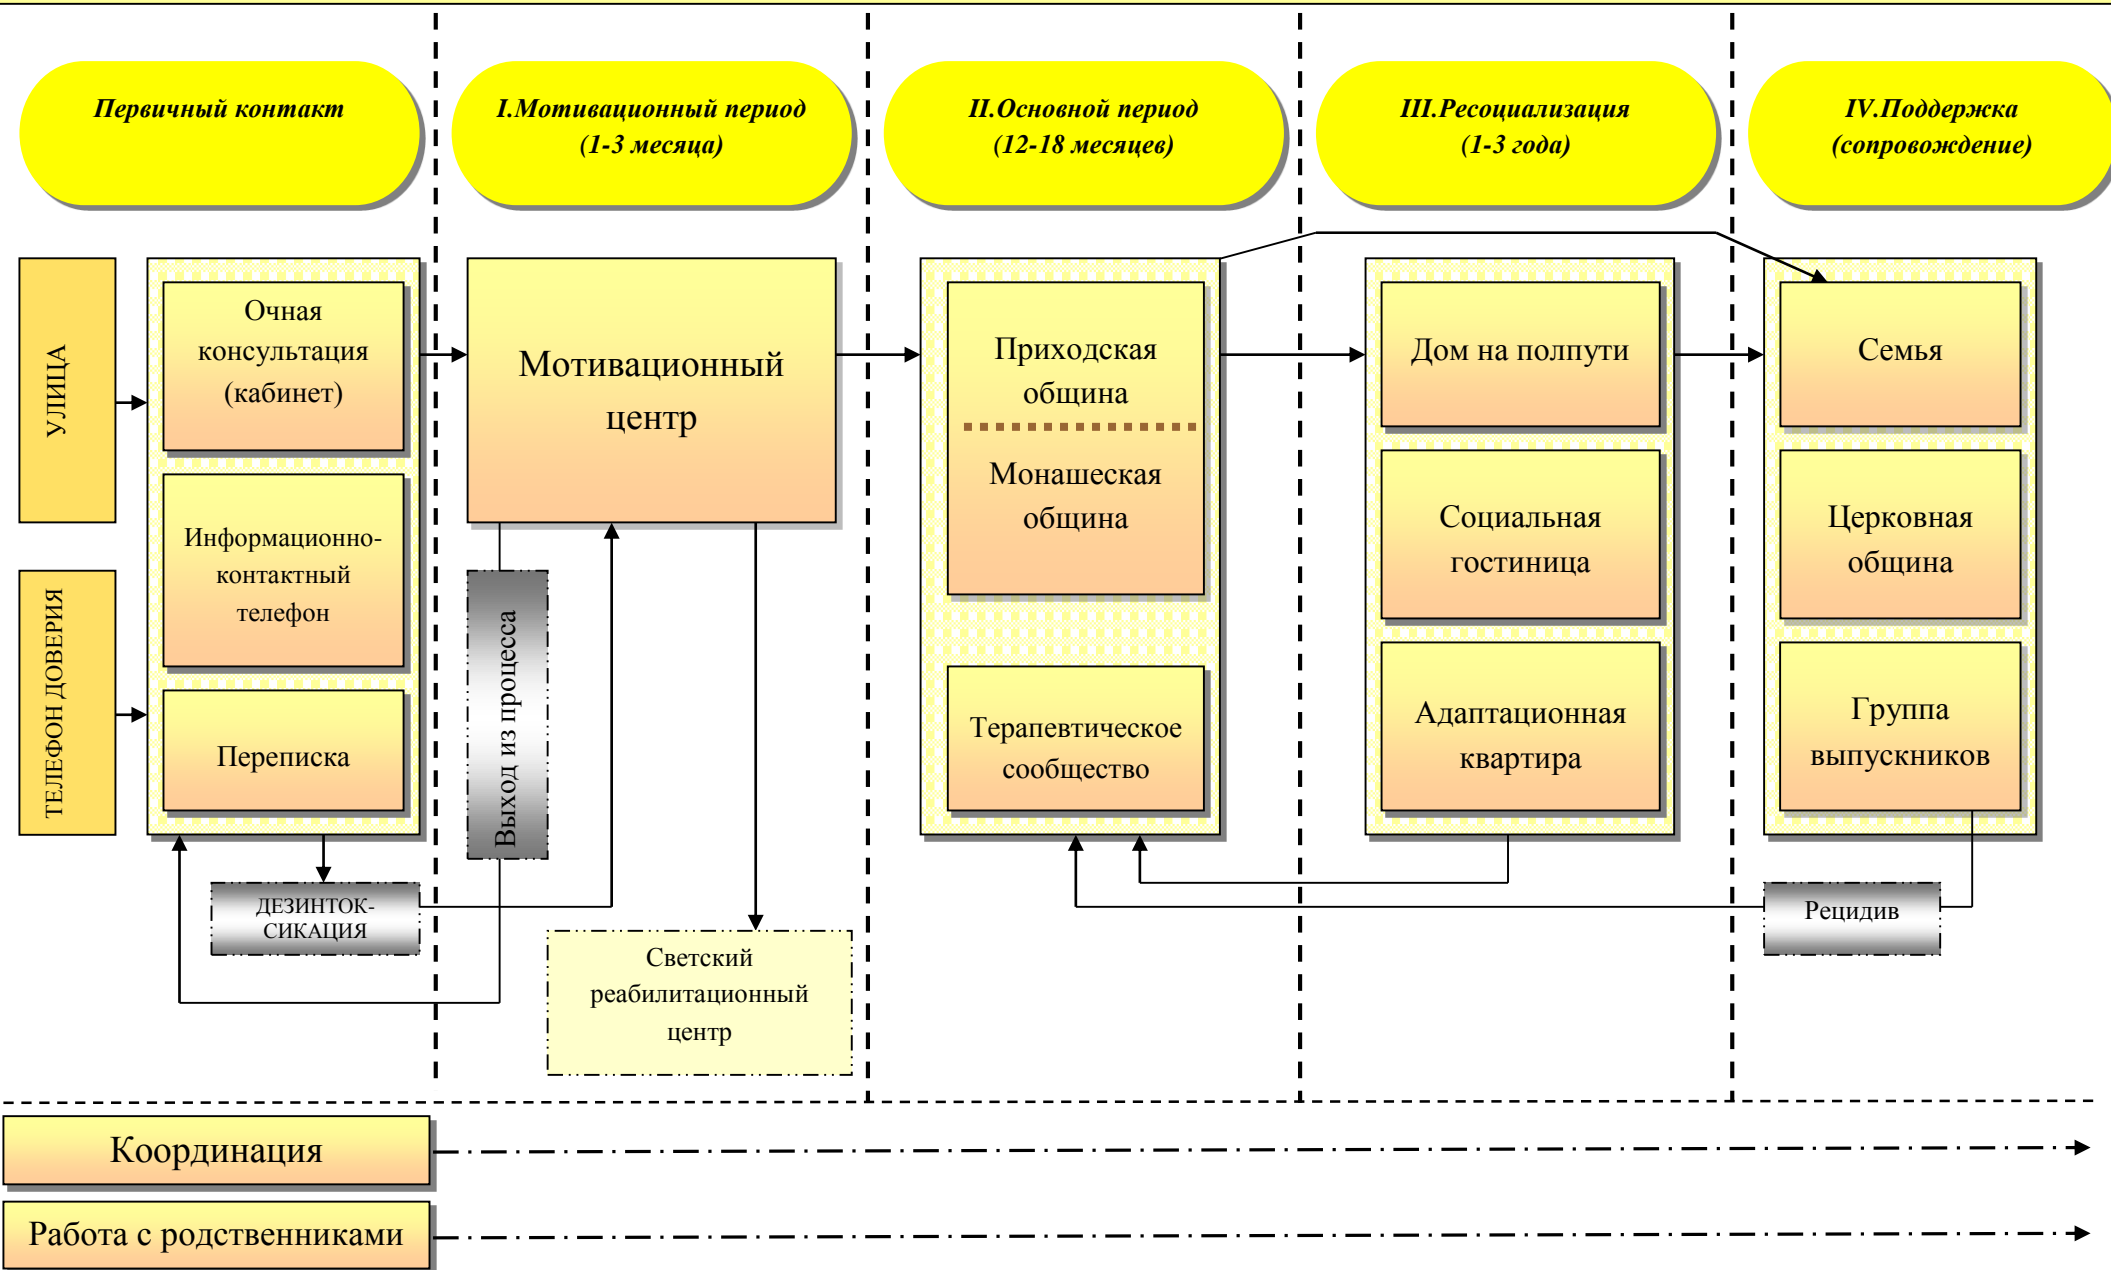 Первичный контакт
I.Мотивационный период
(1-3 месяца)
II.Основной период
(12-18 месяцев)
III.Ресоциализация
(1-3 года)
IV.Поддержка
(сопровождение)
УЛИЦА
ТЕЛЕФОН ДОВЕРИЯ
Очная
консультация
(кабинет)
Информационно-
контактный
телефон
Переписка
ДЕЗИНТОК-
СИКАЦИЯ
Мотивационный
центр
Выход из процесса
Светский
реабилитационный
центр
Приходская
община
Монашеская
община
Терапевтическое
сообщество
Дом на полпути
Социальная
гостиница
Адаптационная
квартира
Семья
Церковная
община
Группа
выпускников
Рецидив
Координация
Работа с родственниками